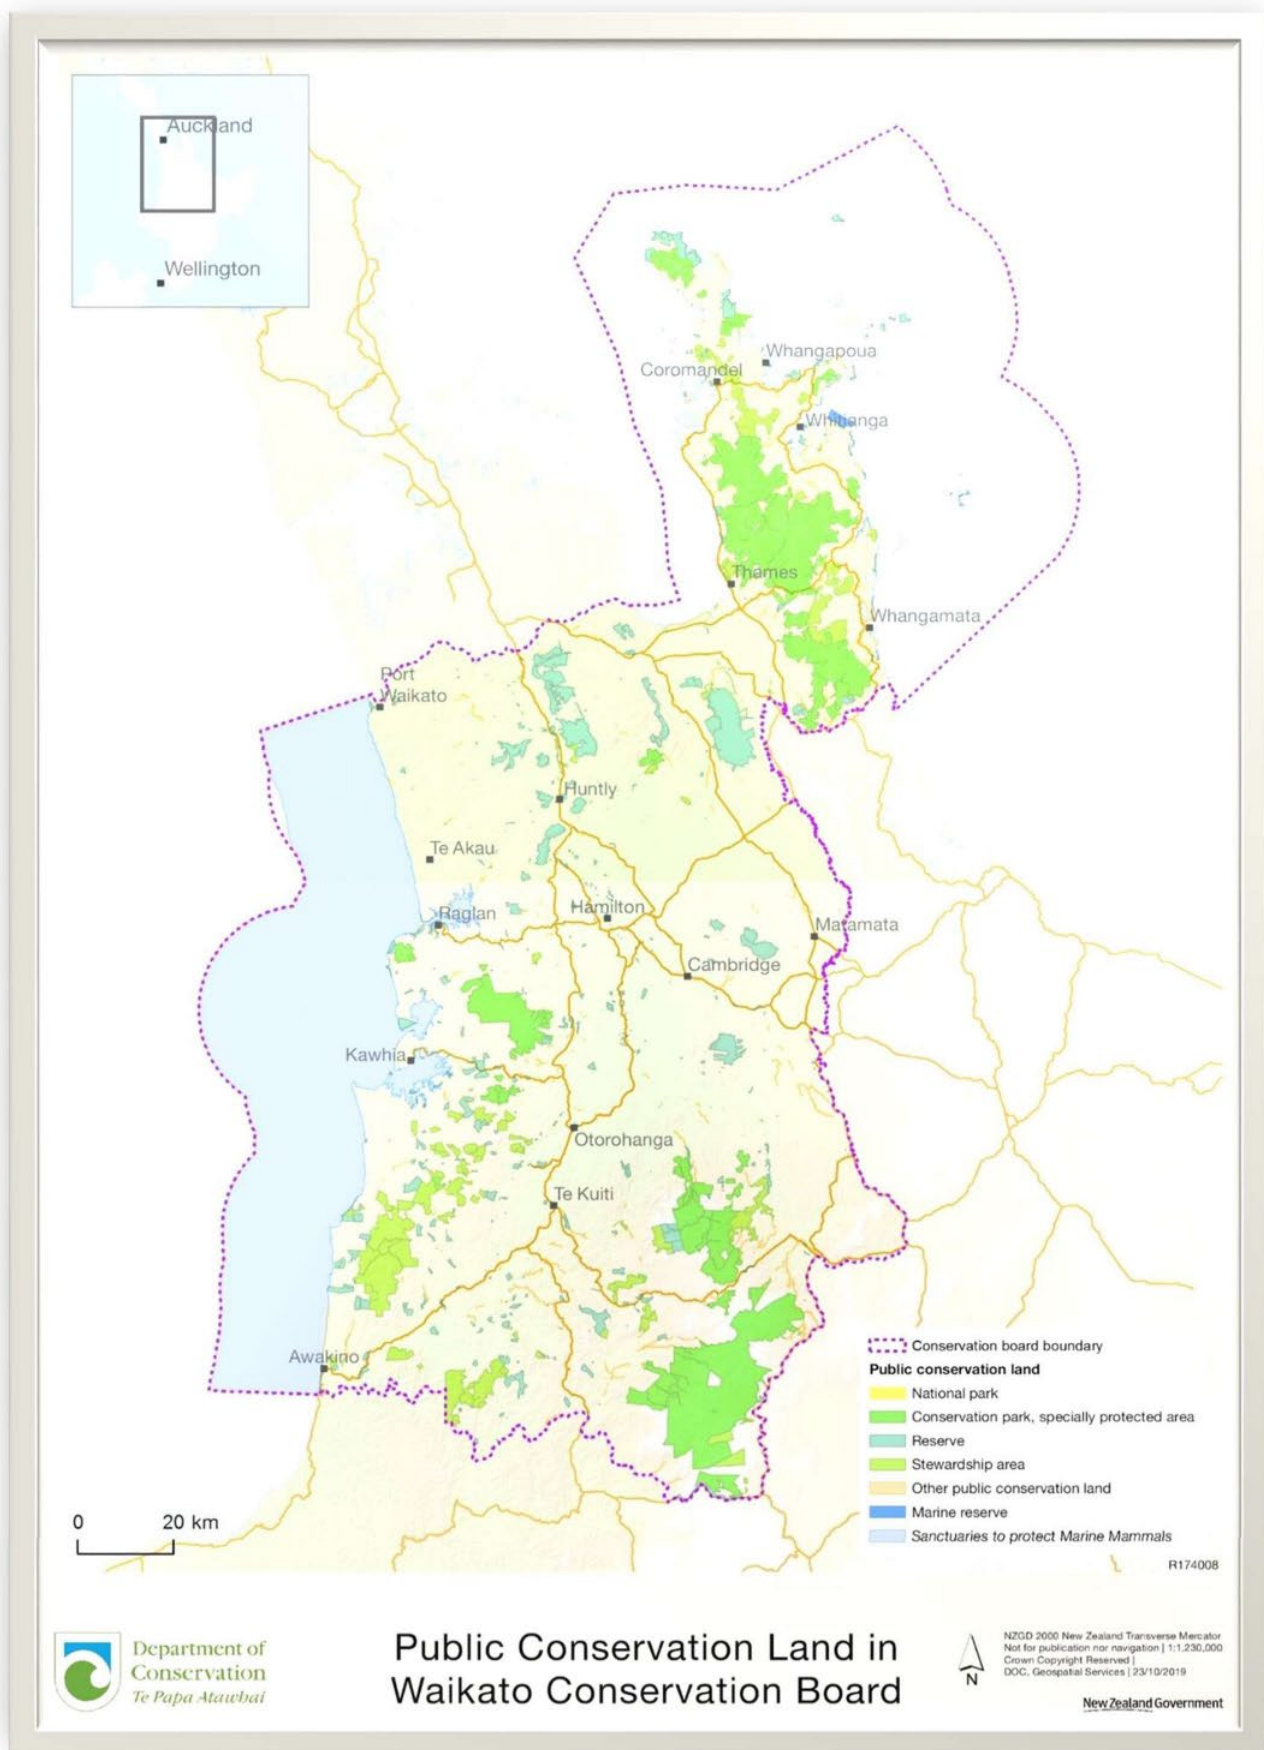 Auckland
Wellington
Whangapoua
Coromandel
Whitianga
Thames
Whangamata
Port
Waikato
Huntly
Te Akau
Raglan
Hamilton
Matamata
Cambridge
Kawhia
Otorohanga
Te Kuiti
Awakino
Conservation board boundary
Public conservation land
National park
Conservation park, specially protected area
Reserve
Stewardship area
Other public conservation land
Marine reserve
Sanctuaries to protect Marine Mammals
0 20 km
R174008
Department of
Conservation
Te Papa Atawhai
Public Conservation Land in
Waikato Conservation Board
N
NZGD 2000 New Zealand Transverse Mercator
Not for publication nor navigation | 1:1,230,000
Crown Copyright Reserved |
DOC, Geospatial Services | 23/10/2019
New Zealand Government